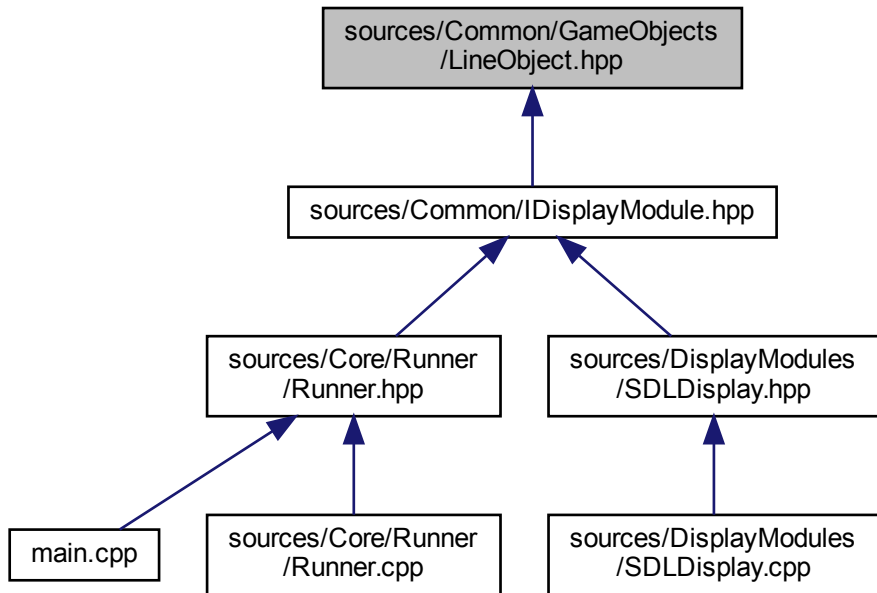 sources/Common/GameObjects
/LineObject.hpp
sources/Common/IDisplayModule.hpp
sources/Core/Runner
/Runner.hpp
sources/DisplayModules
/SDLDisplay.hpp
main.cpp
sources/Core/Runner
/Runner.cpp
sources/DisplayModules
/SDLDisplay.cpp